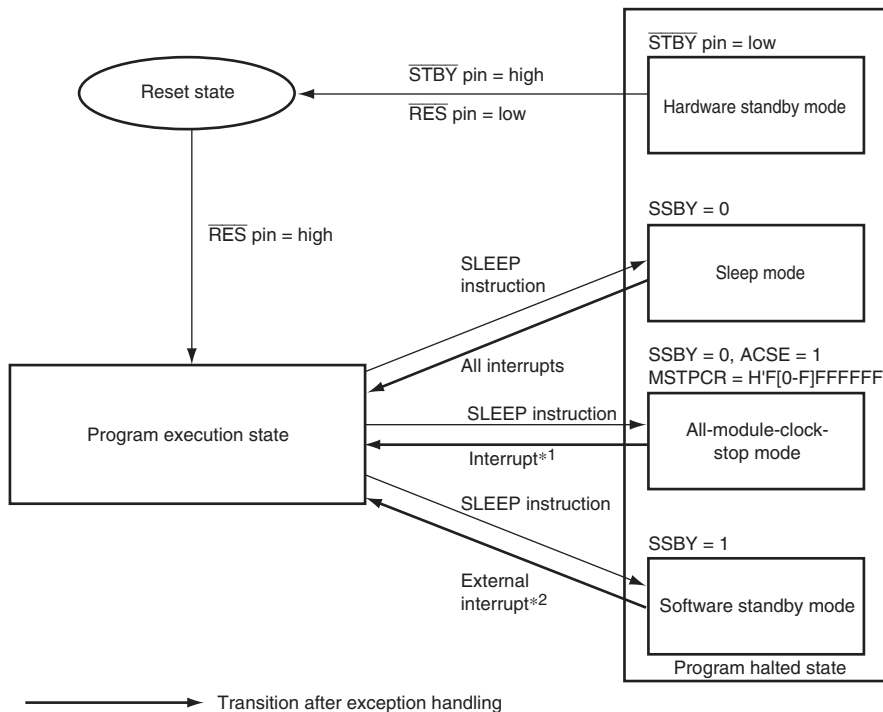 STBY pin = low
STBY pin = high
Reset state
Hardware standby mode
RES pin = low
SSBY = 0
RES pin = high
SLEEP
instruction
Sleep mode
All interrupts
SSBY = 0, ACSE = 1
MSTPCR = H'F[0-F]FFFFFF
SLEEP instruction
Program execution state
All-module-clock-
stop mode
Interrupt*1
SLEEP instruction
SSBY = 1
External
interrupt*2
Software standby mode
Program halted state
Transition after exception handling